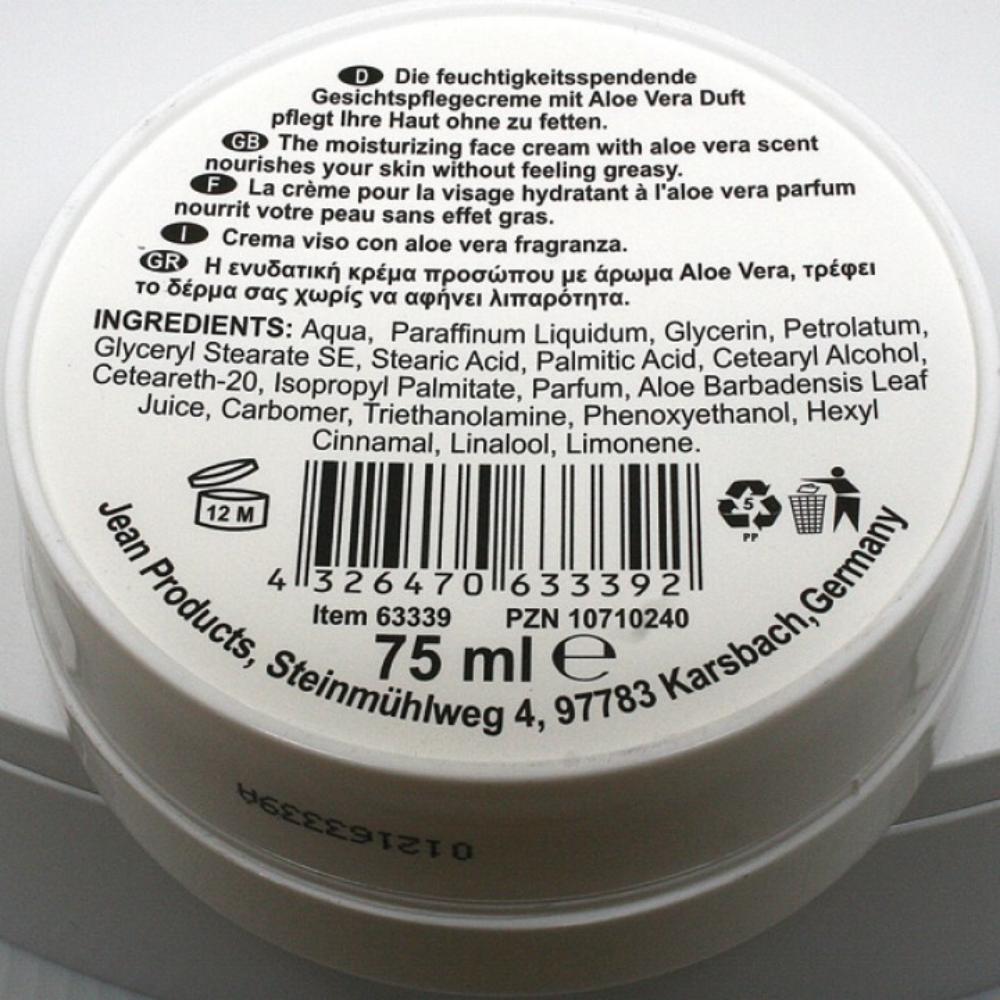 D Die feuchtigkeitsspendende
Gesichtspflegecreme mit Aloe Vera Duft
pflegt Ihre Haut ohne zu fetten.
GB The moisturizing face cream with aloe vera scent
nourishes your skin without feeling greasy.
F La crème pour la visage hydratant à l'aloe vera parfum
nourrit votre peau sans effet gras.
I Crema viso con aloe vera fragranza.
GR Η ενυδατική κρέμα προσώπου με άρωμα Aloe Vera, τρέφει
το δέρμα σας χωρίς να αφήνει λιπαρότητα.
INGREDIENTS: Aqua, Paraffinum Liquidum, Glycerin, Petrolatum,
Glyceryl Stearate SE, Stearic Acid, Palmitic Acid, Cetearyl Alcohol,
Ceteareth-20, Isopropyl Palmitate, Parfum, Aloe Barbadensis Leaf
Juice, Carbomer, Triethanolamine, Phenoxyethanol, Hexyl
Cinnamal, Linalool, Limonene.
12 M
5
PP
4 326470 633392
Item 63339 PZN 10710240
75 ml ℮
Jean Products, Steinmühlweg 4, 97783 Karsbach,Germany
0121633339A